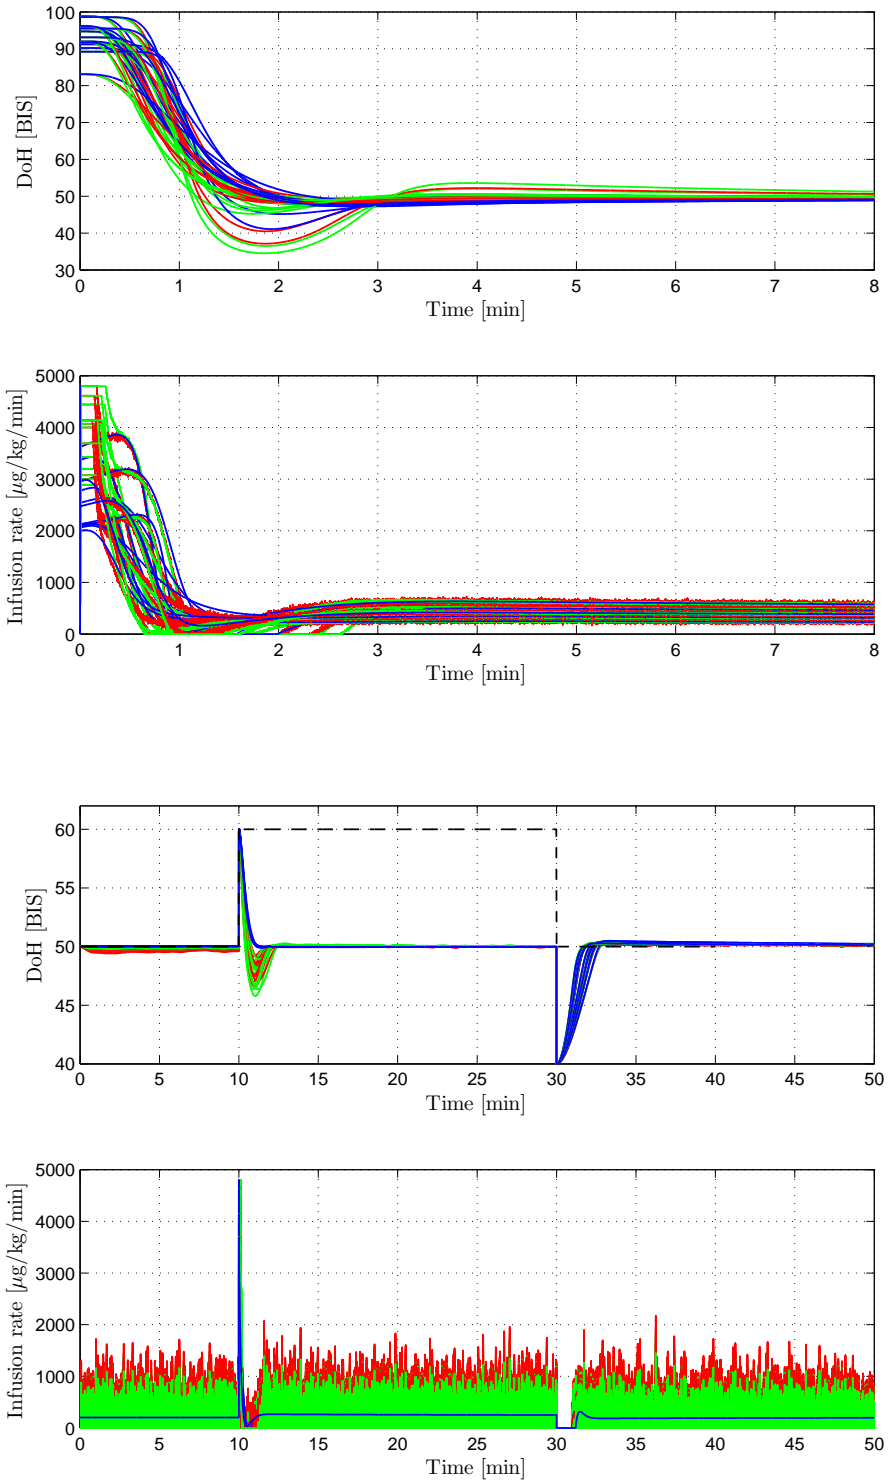 100
90
80
70
60
50
40
30
DoH [BIS]
0 1 2 3 4 5 6 7 8
Time [min]
5000
4000
3000
2000
1000
0
Infusion rate [µg/kg/min]
0 1 2 3 4 5 6 7 8
Time [min]
60
55
50
45
40
DoH [BIS]
0 5 10 15 20 25 30 35 40 45 50
Time [min]
5000
4000
3000
2000
1000
0
Infusion rate [µg/kg/min]
0 5 10 15 20 25 30 35 40 45 50
Time [min]